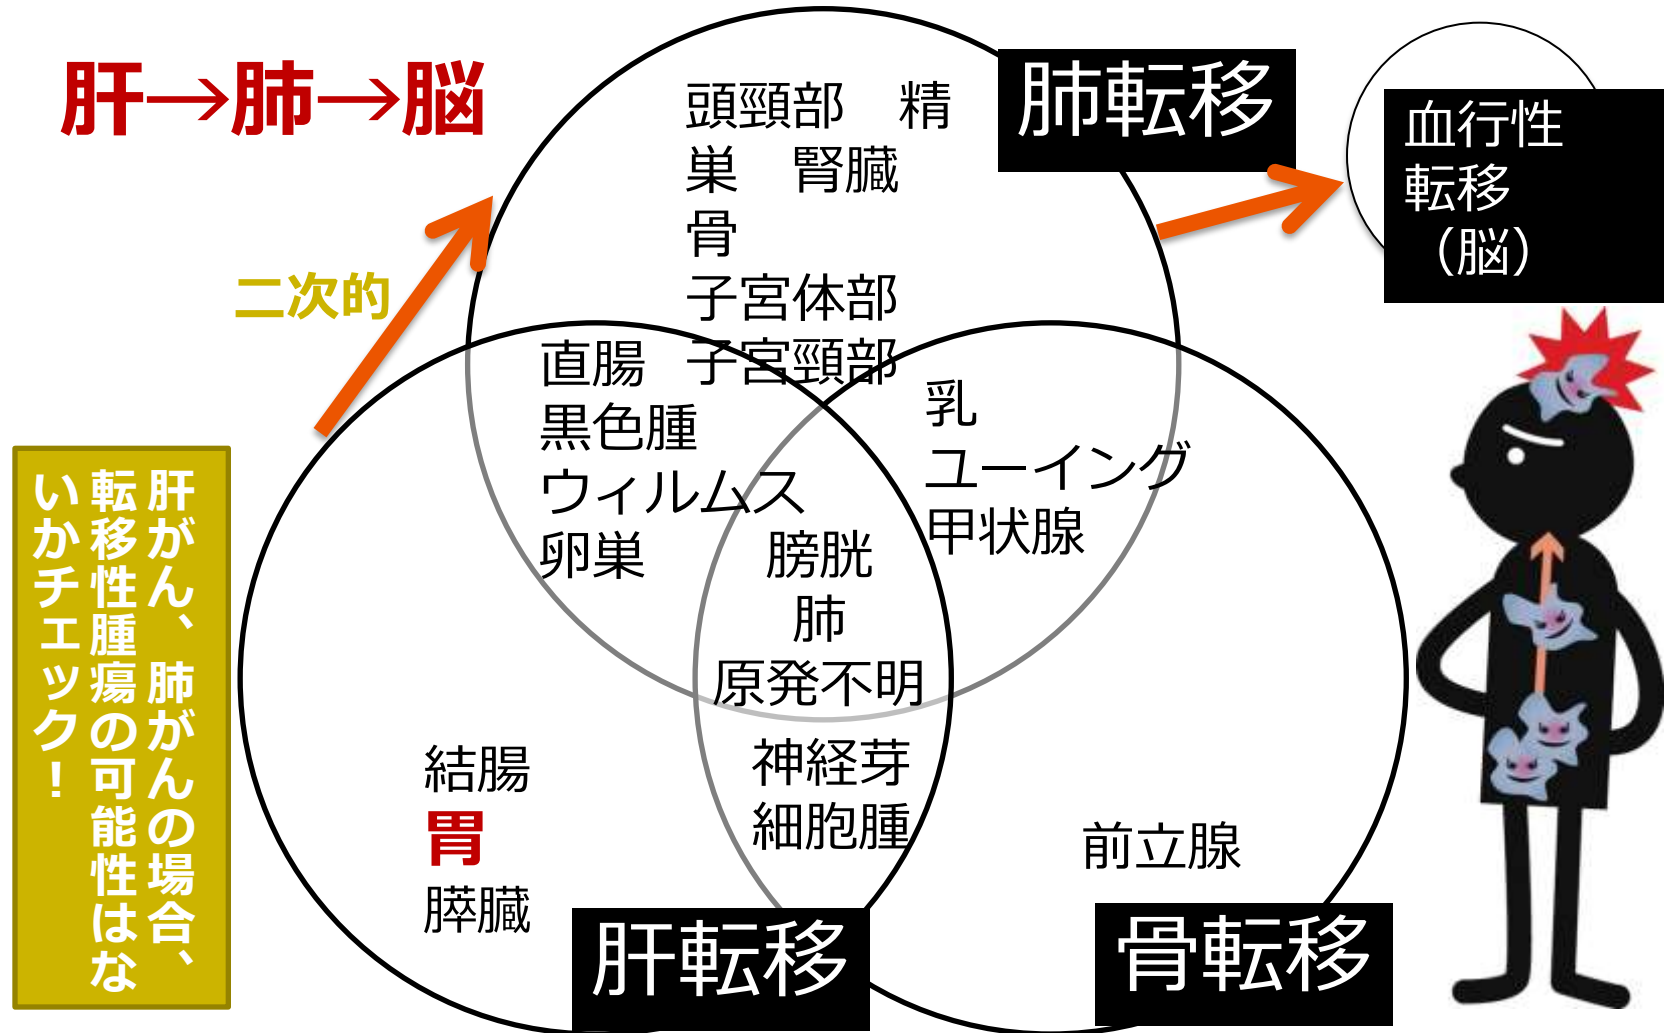 肝→肺→脳
肺転移
血行性
転移
（脳）
頭頸部　精
巣　腎臓
骨
子宮体部
子宮頸部
二次的
直腸
黒色腫
ウィルムス
卵巣
乳
ユーイング
甲状腺
膀胱
肺
原発不明
神経芽
細胞腫
結腸
胃
膵臓
前立腺
肝転移
骨転移
肝がん、肺がんの場合、
転移性腫瘍の可能性はな
いかチェック！